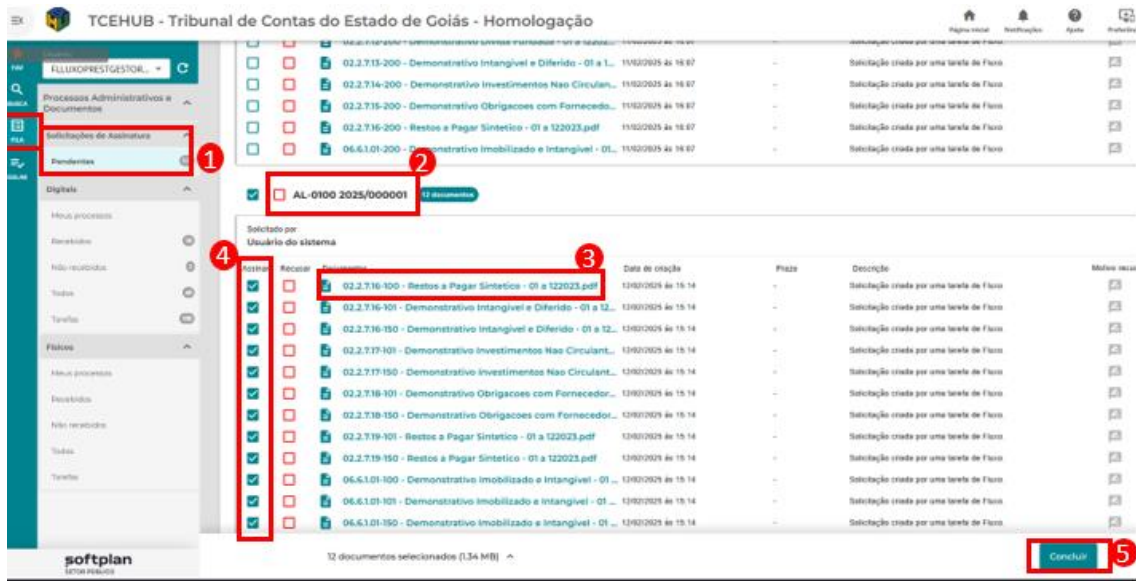 TCEHUB - Tribunal de Contas do Estado de Goiás - Homologação
Página inicial
Notificações
Ajuda
FLLUXOPRESTGESTOR...
Processos Administrativos e
Documentos
FILA
Solicitações de Assinatura
Pendentes
1
Digitais
Meus processos
Recebidos
Não recebidos
0
Todos
Tarefas
Físicos
Meus processos
Recebidos
Não recebidos
Todos
Tarefas
softplan
SETOR PÚBLICO
02.2.7.13-200 - Demonstrativo Intangivel e Diferido - 01 a 1... 11/02/2025 às 16:07 Solicitação criada por uma tarefa de Fluxo
02.2.7.14-200 - Demonstrativo Investimentos Nao Circulan... 11/02/2025 às 16:07 Solicitação criada por uma tarefa de Fluxo
02.2.7.15-200 - Demonstrativo Obrigacoes com Fornecedo... 11/02/2025 às 16:07 Solicitação criada por uma tarefa de Fluxo
02.2.7.16-200 - Restos a Pagar Sintetico - 01 a 122023.pdf 11/02/2025 às 16:07 Solicitação criada por uma tarefa de Fluxo
06.6.1.01-200 - Demonstrativo Imobilizado e Intangivel - 01... 11/02/2025 às 16:07 Solicitação criada por uma tarefa de Fluxo
2
AL-0100 2025/000001 12 documentos
Solicitado por
Usuário do sistema
4
3
Assinar Recusar Documentos Data de criação Prazo Descrição
02.2.7.16-100 - Restos a Pagar Sintetico - 01 a 122023.pdf 12/02/2025 às 15:14 - Solicitação criada por uma tarefa de Fluxo
02.2.7.16-101 - Demonstrativo Intangivel e Diferido - 01 a 12... 12/02/2025 às 15:14 - Solicitação criada por uma tarefa de Fluxo
02.2.7.16-150 - Demonstrativo Intangivel e Diferido - 01 a 12... 12/02/2025 às 15:14 - Solicitação criada por uma tarefa de Fluxo
02.2.7.17-101 - Demonstrativo Investimentos Nao Circulant... 12/02/2025 às 15:14 - Solicitação criada por uma tarefa de Fluxo
02.2.7.17-150 - Demonstrativo Investimentos Nao Circulant... 12/02/2025 às 15:14 - Solicitação criada por uma tarefa de Fluxo
02.2.7.18-101 - Demonstrativo Obrigacoes com Fornecedor... 12/02/2025 às 15:14 - Solicitação criada por uma tarefa de Fluxo
02.2.7.18-150 - Demonstrativo Obrigacoes com Fornecedor... 12/02/2025 às 15:14 - Solicitação criada por uma tarefa de Fluxo
02.2.7.19-101 - Restos a Pagar Sintetico - 01 a 122023.pdf 12/02/2025 às 15:14 - Solicitação criada por uma tarefa de Fluxo
02.2.7.19-150 - Restos a Pagar Sintetico - 01 a 122023.pdf 12/02/2025 às 15:14 - Solicitação criada por uma tarefa de Fluxo
06.6.1.01-100 - Demonstrativo Imobilizado e Intangivel - 01 ... 12/02/2025 às 15:14 - Solicitação criada por uma tarefa de Fluxo
06.6.1.01-101 - Demonstrativo Imobilizado e Intangivel - 01 ... 12/02/2025 às 15:14 - Solicitação criada por uma tarefa de Fluxo
06.6.1.01-150 - Demonstrativo Imobilizado e Intangivel - 01 ... 12/02/2025 às 15:14 - Solicitação criada por uma tarefa de Fluxo
12 documentos selecionados (1.34 MB)
Concluir
5